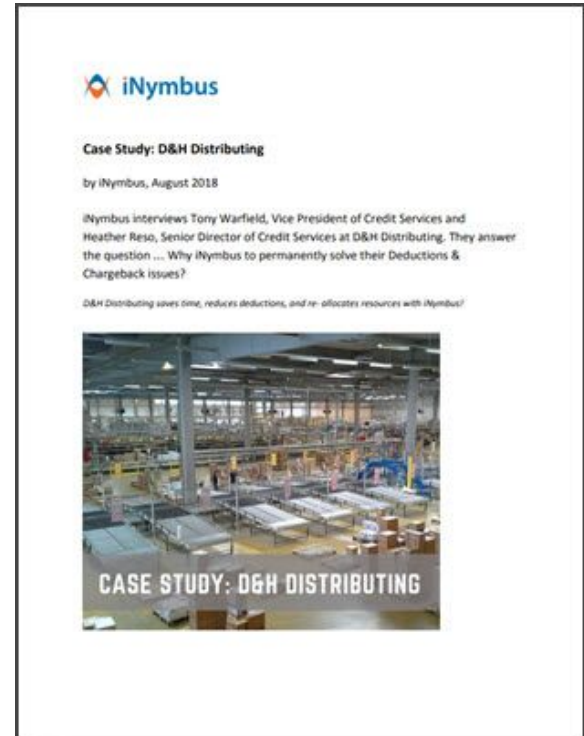 iNymbus
Case Study: D&H Distributing
by iNymbus, August 2018
iNymbus interviews Tony Warfield, Vice President of Credit Services and
Heather Reso, Senior Director of Credit Services at D&H Distributing. They answer
the question .... Why iNymbus to permanently solve their Deductions &
Chargeback issues?
D&H Distributing saves time, reduces deductions, and re- allocates resources with iNymbus!
CASE STUDY: D&H DISTRIBUTING